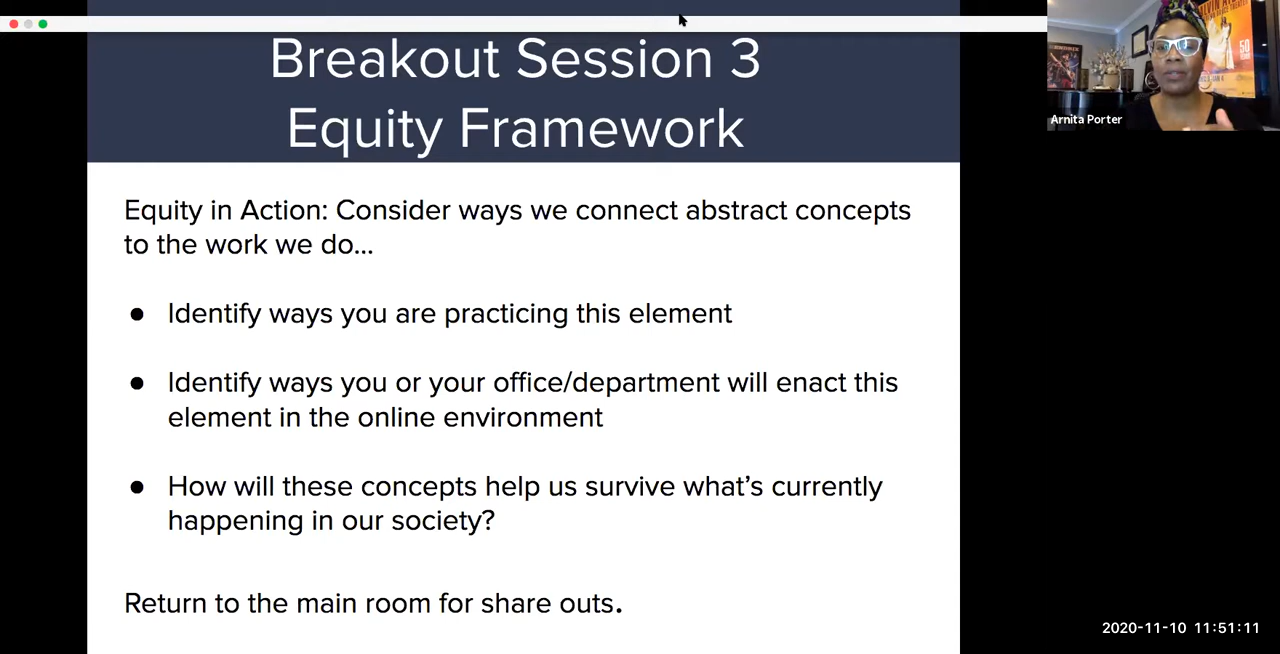 Breakout Session 3
Equity Framework
Equity in Action: Consider ways we connect abstract concepts
to the work we do...
● Identify ways you are practicing this element
● Identify ways you or your office/department will enact this
element in the online environment
● How will these concepts help us survive what's currently
happening in our society?
Return to the main room for share outs.
Arnita Porter
50
2020-11-10 11:51:11